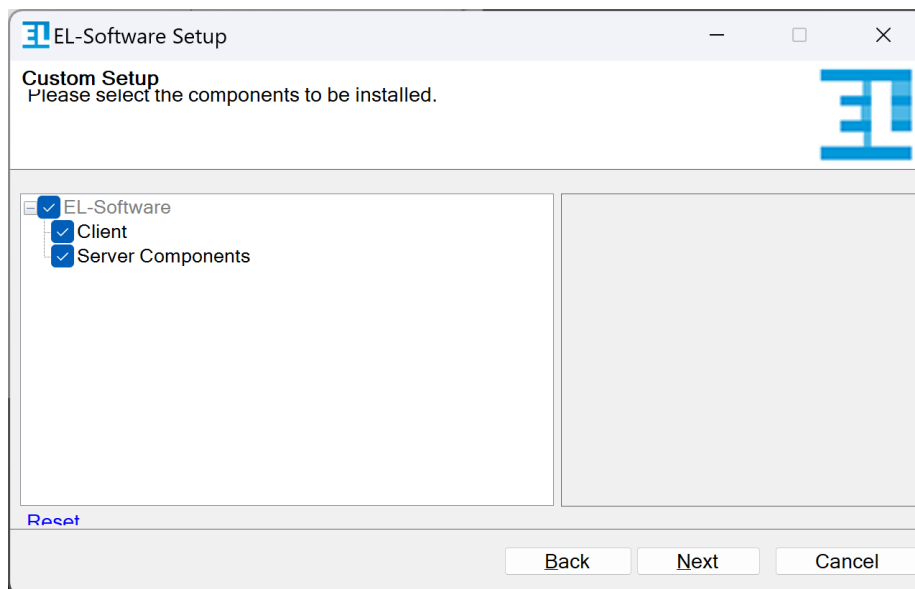 EL-Software Setup
Custom Setup
Please select the components to be installed.
EL-Software
Client
Server Components
Reset
Back Next Cancel